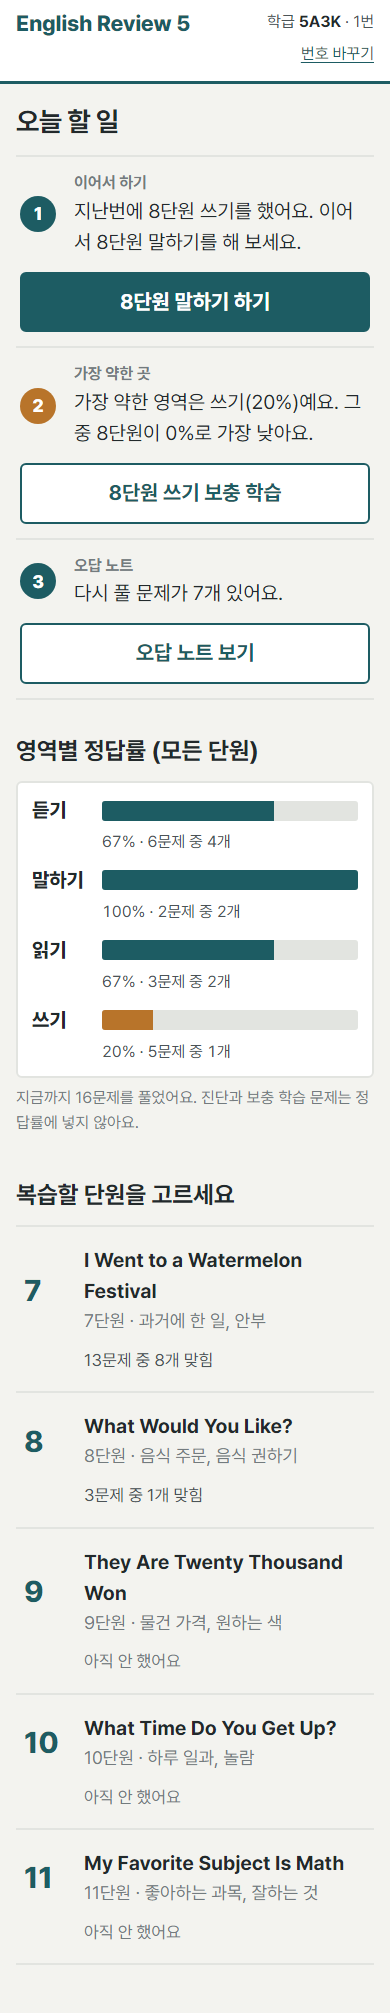 English Review 5
학급 5A3K · 1번
번호 바꾸기
오늘 할 일
이어서 하기
1
지난번에 8단원 쓰기를 했어요. 이어
서 8단원 말하기를 해 보세요.
8단원 말하기 하기
가장 약한 곳
2
가장 약한 영역은 쓰기(20%)예요. 그
중 8단원이 0%로 가장 낮아요.
8단원 쓰기 보충 학습
오답 노트
3
다시 풀 문제가 7개 있어요.
오답 노트 보기
영역별 정답률 (모든 단원)
듣기
67% · 6문제 중 4개
말하기
100% · 2문제 중 2개
읽기
67% · 3문제 중 2개
쓰기
20% · 5문제 중 1개
지금까지 16문제를 풀었어요. 진단과 보충 학습 문제는 정
답률에 넣지 않아요.
복습할 단원을 고르세요
7
I Went to a Watermelon
Festival
7단원 · 과거에 한 일, 안부
13문제 중 8개 맞힘
8
What Would You Like?
8단원 · 음식 주문, 음식 권하기
3문제 중 1개 맞힘
9
They Are Twenty Thousand
Won
9단원 · 물건 가격, 원하는 색
아직 안 했어요
10
What Time Do You Get Up?
10단원 · 하루 일과, 놀람
아직 안 했어요
11
My Favorite Subject Is Math
11단원 · 좋아하는 과목, 잘하는 것
아직 안 했어요